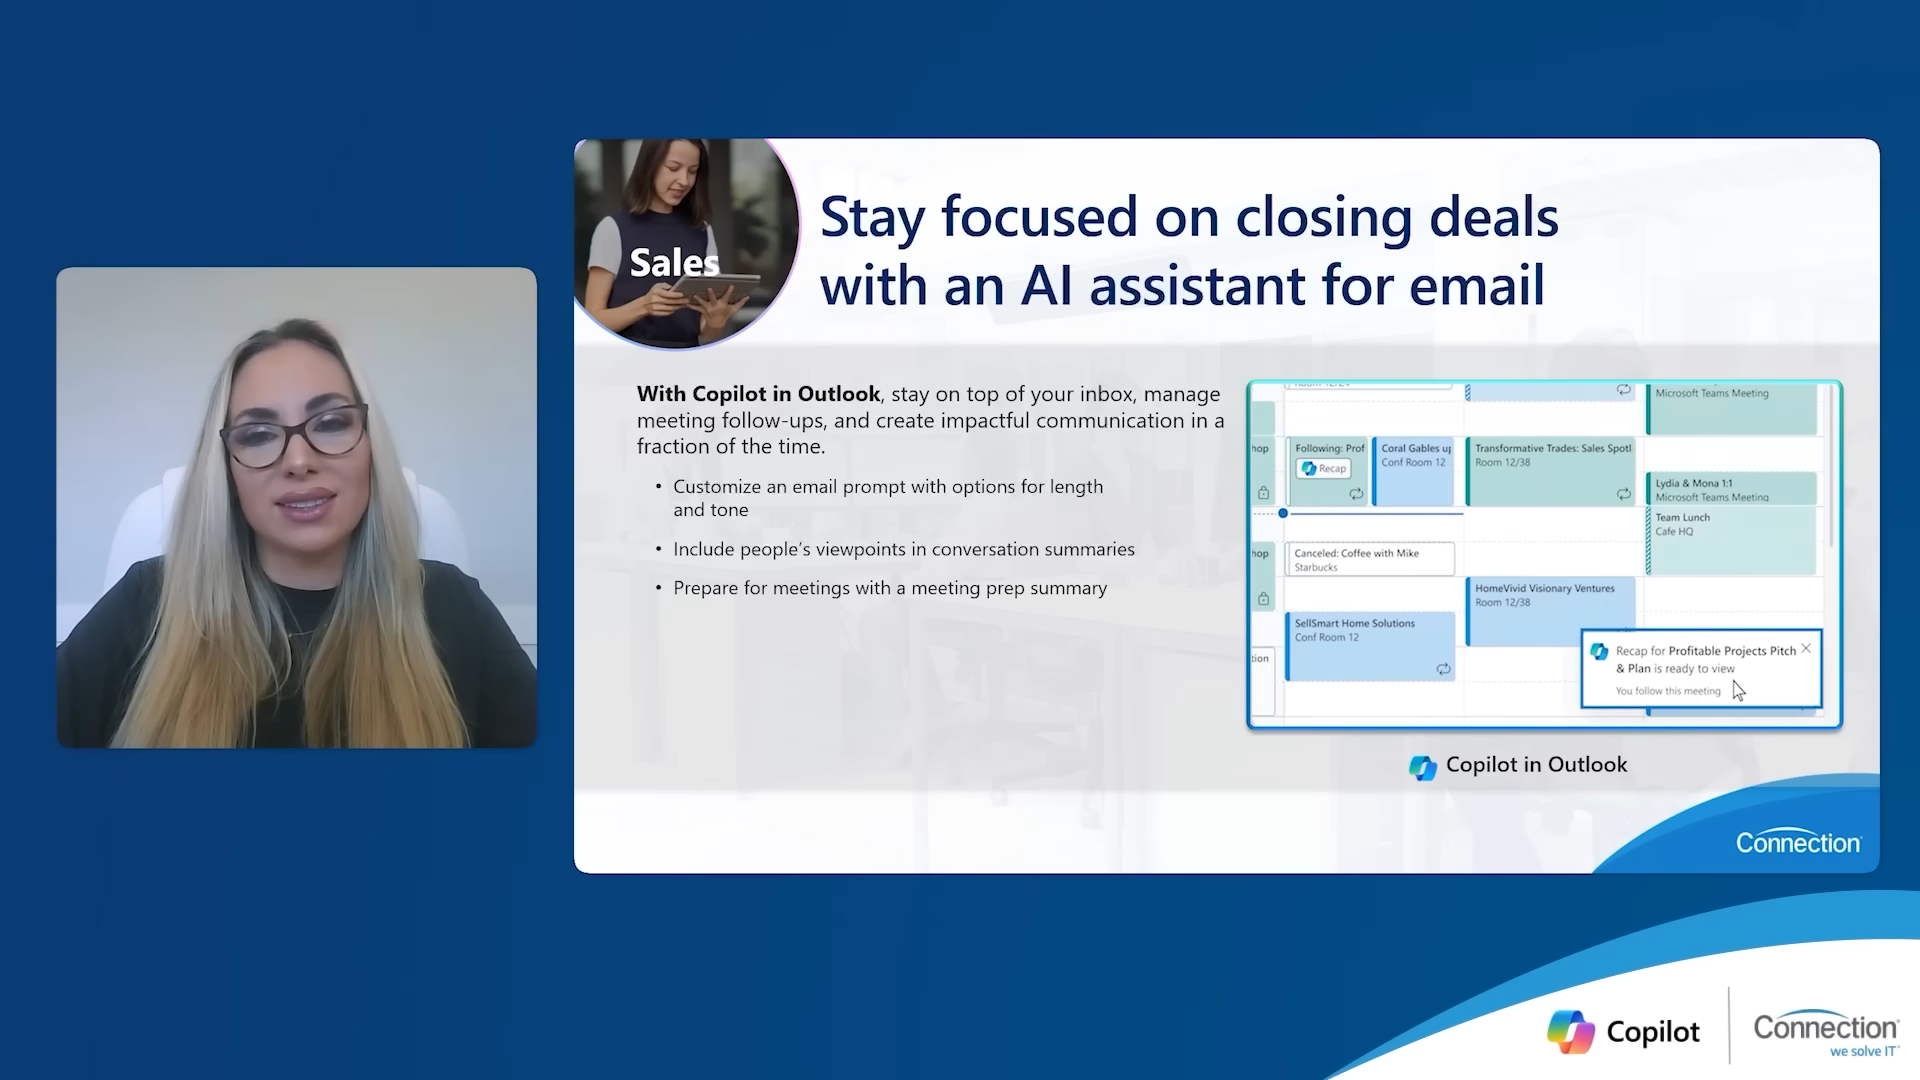 Sales
Stay focused on closing deals
with an AI assistant for email
With Copilot in Outlook, stay on top of your inbox, manage
meeting follow-ups, and create impactful communication in a
fraction of the time.
• Customize an email prompt with options for length
and tone
• Include people's viewpoints in conversation summaries
• Prepare for meetings with a meeting prep summary
Microsoft Teams Meeting
hop
Following: Prof
Recap
Coral Gables up
Conf Room 12
Transformative Trades: Sales Spotl
Room 12/38
Lydia & Mona 1:1
Microsoft Teams Meeting
Team Lunch
Cafe HQ
hop
Canceled: Coffee with Mike
Starbucks
HomeVivid Visionary Ventures
Room 12/38
SellSmart Home Solutions
Conf Room 12
tion
Recap for Profitable Projects Pitch
& Plan is ready to view
You follow this meeting
Copilot in Outlook
Connection
Copilot
Connection
we solve IT